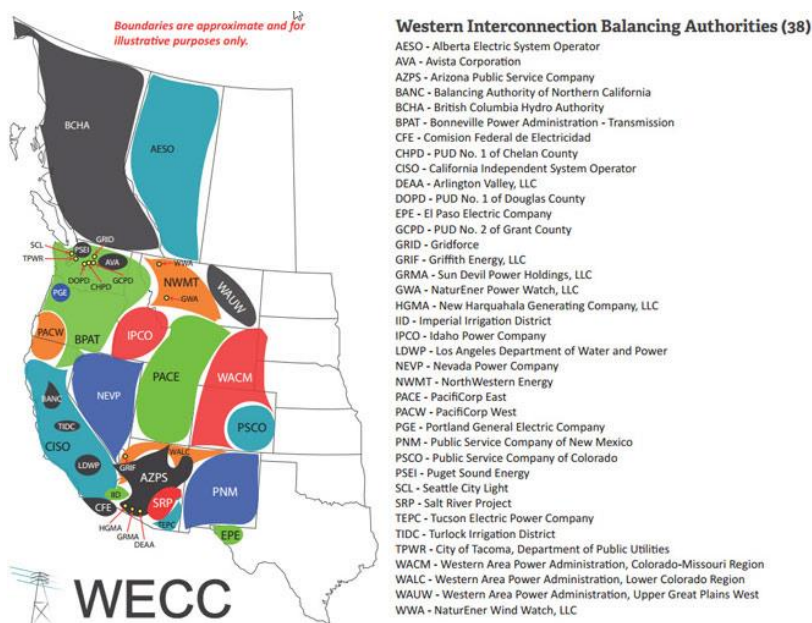 Boundaries are approximate and for
illustrative purposes only.
BCHA
AESO
SCL
TPWR
PSEI
GRID
AVA
DOPD
CHPD
GCPD
WWA
NWMT
GWA
WAUW
PGE
PACW
BPAT
IPCO
PACE
WACM
NEVP
BANC
TIDC
CISO
LDWP
PSCO
WALC
GRIF
AZPS
PNM
IID
CFE
SRP
TEPC
HGMA
GRMA
DEAA
EPE
WECC
Western Interconnection Balancing Authorities (38)
AESO - Alberta Electric System Operator
AVA - Avista Corporation
AZPS - Arizona Public Service Company
BANC - Balancing Authority of Northern California
BCHA - British Columbia Hydro Authority
BPAT - Bonneville Power Administration - Transmission
CFE - Comision Federal de Electricidad
CHPD - PUD No. 1 of Chelan County
CISO - California Independent System Operator
DEAA - Arlington Valley, LLC
DOPD - PUD No. 1 of Douglas County
EPE - El Paso Electric Company
GCPD - PUD No. 2 of Grant County
GRID - Gridforce
GRIF - Griffith Energy, LLC
GRMA - Sun Devil Power Holdings, LLC
GWA - NaturEner Power Watch, LLC
HGMA - New Harquahala Generating Company, LLC
IID - Imperial Irrigation District
IPCO - Idaho Power Company
LDWP - Los Angeles Department of Water and Power
NEVP - Nevada Power Company
NWMT - NorthWestern Energy
PACE - PacifiCorp East
PACW - PacifiCorp West
PGE - Portland General Electric Company
PNM - Public Service Company of New Mexico
PSCO - Public Service Company of Colorado
PSEI - Puget Sound Energy
SCL - Seattle City Light
SRP - Salt River Project
TEPC - Tucson Electric Power Company
TIDC - Turlock Irrigation District
TPWR - City of Tacoma, Department of Public Utilities
WACM - Western Area Power Administration, Colorado-Missouri Region
WALC - Western Area Power Administration, Lower Colorado Region
WAUW - Western Area Power Administration, Upper Great Plains West
WWA - NaturEner Wind Watch, LLC